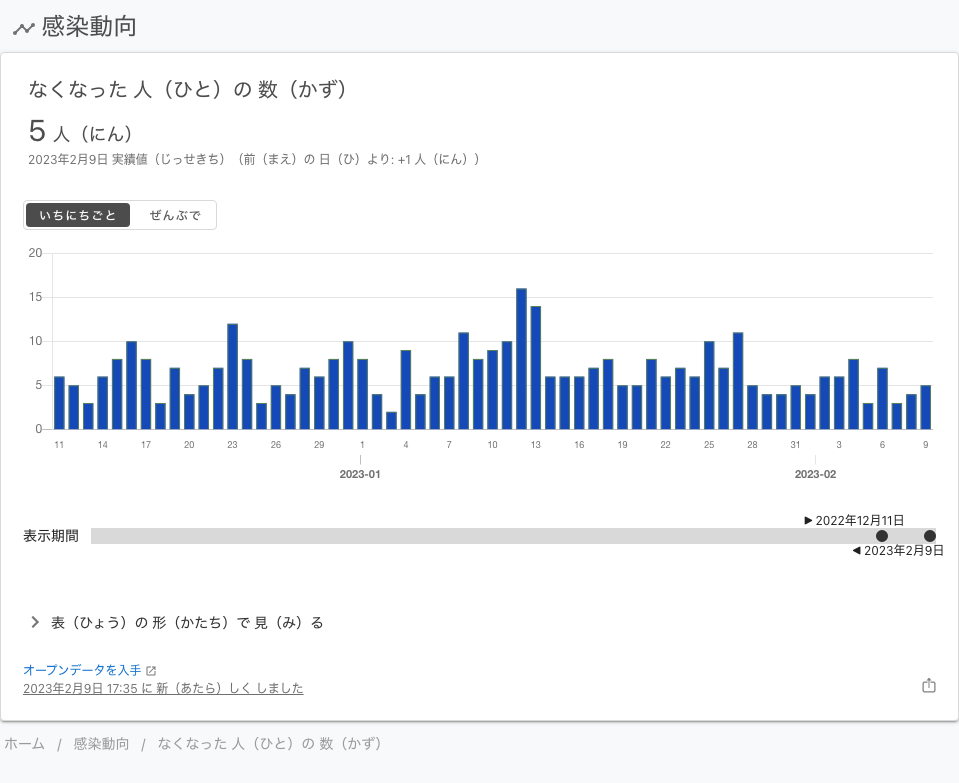 感染動向
なくなった 人（ひと）の 数（かず）
5 人（にん）
2023年2月9日 実績値（じっせきち）（前（まえ）の 日（ひ）より: +1 人（にん））
いちにちごと ぜんぶで
20
15
10
5
0
11 14 17 20 23 26 29 1 4 7 10 13 16 19 22 25 28 31 3 6 9
2023-01 2023-02
▶ 2022年12月11日
表示期間
◀ 2023年2月9日
表（ひょう）の 形（かたち）で 見（み）る
オープンデータを入手
2023年2月9日 17:35 に 新（あたら）しく しました
ホーム / 感染動向 / なくなった 人（ひと）の 数（かず）